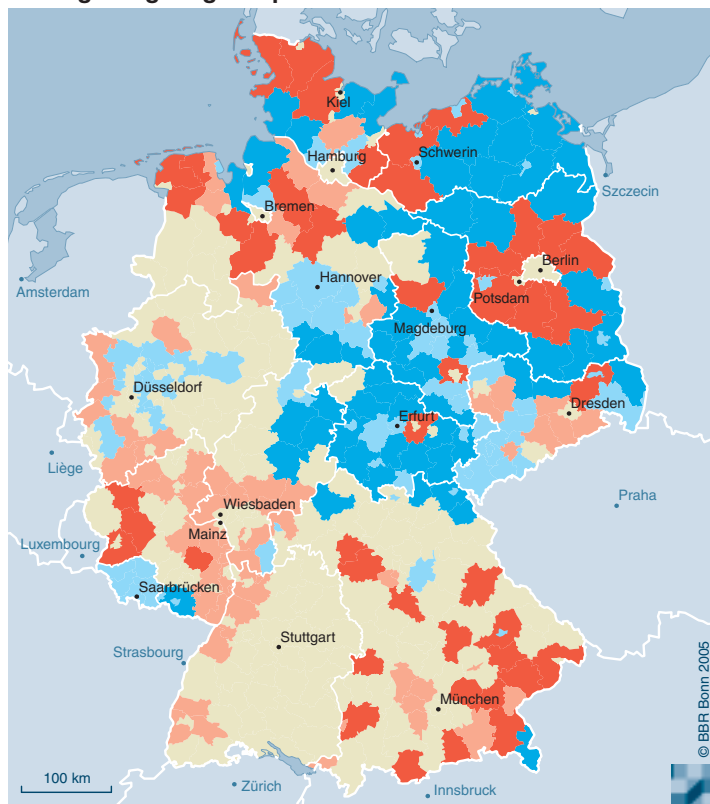 Kiel
Hamburg
Schwerin
Szczecin
Bremen
Berlin
Hannover
Potsdam
Amsterdam
Magdeburg
Düsseldorf
Dresden
Erfurt
Liège
Praha
Wiesbaden
Mainz
Luxembourg
Saarbrücken
Stuttgart
Strasbourg
München
© BBR Bonn 2005
100 km
Zürich
Innsbruck